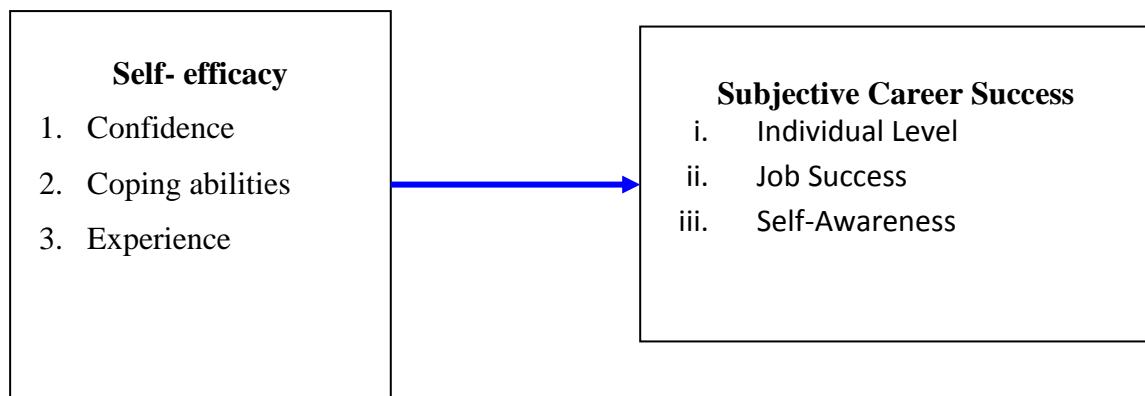 Self- efficacy
1. Confidence
2. Coping abilities
3. Experience
Subjective Career Success
i. Individual Level
ii. Job Success
iii. Self-Awareness